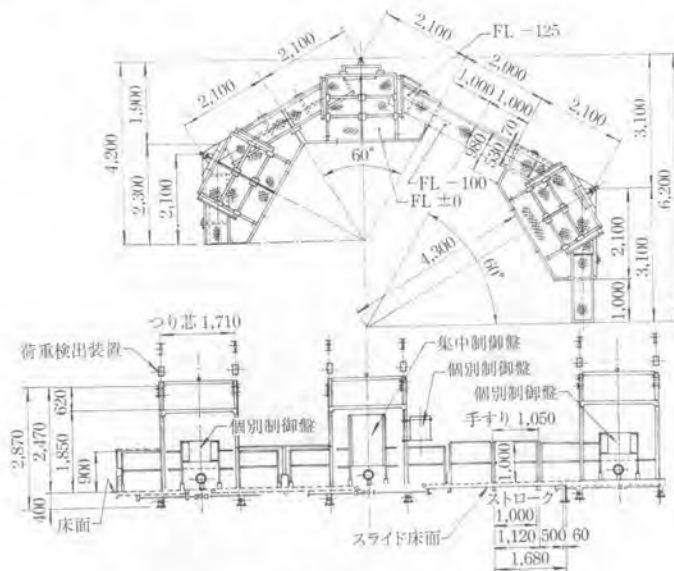 2,100
2,100
FL −125
2,100
2,000
1,000
1,000
2,100
2,100
1,900
4,200
2,300
2,100
60°
980
530
70
FL −100
FL ±0
3,100
6,200
4,300
60°
2,100
3,100
1,000
つり芯 1,710
荷重検出装置
集中制御盤
個別制御盤
個別制御盤
手すり 1,050
個別制御盤
620
2,870
2,470
1,850
900
1,000
400
床面
ストローク
1,000
スライド床面
1,120
500
60
1,680